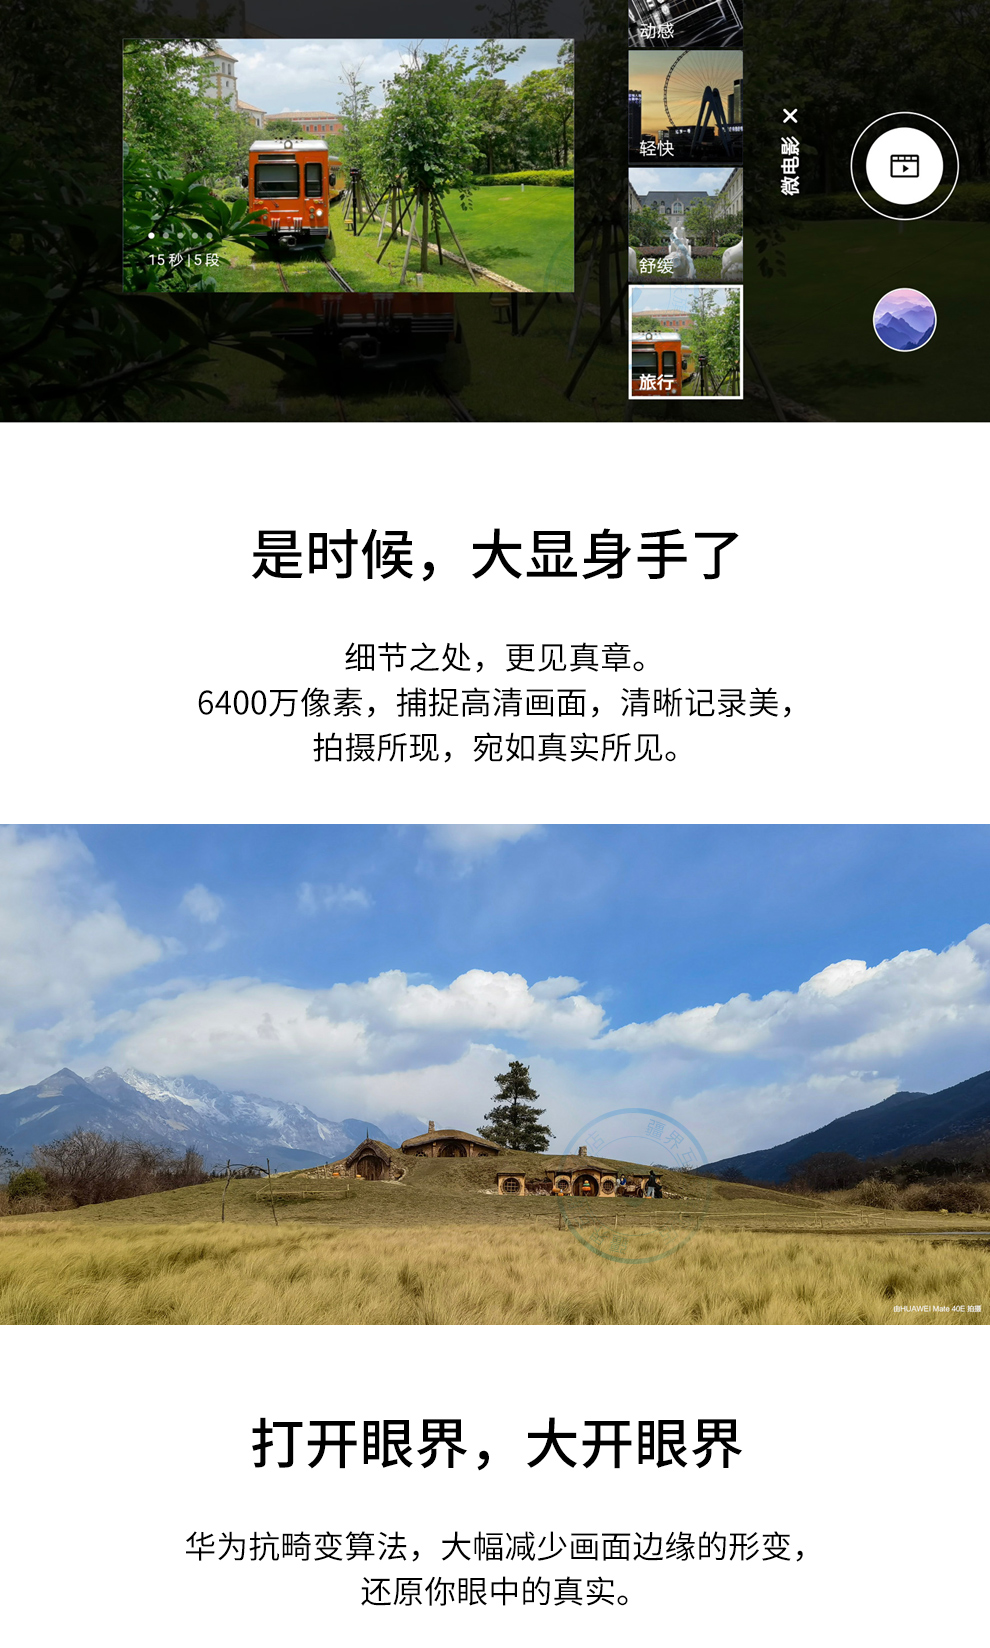 动感
轻快
舒缓
旅行
微电影
15秒|5段
是时候，大显身手了
细节之处，更见真章。
6400万像素，捕捉高清画面，清晰记录美，
拍摄所现，宛如真实所见。
疆界互
由HUAWEI Mate 40E 拍摄
打开眼界，大开眼界
华为抗畸变算法，大幅减少画面边缘的形变，
还原你眼中的真实。